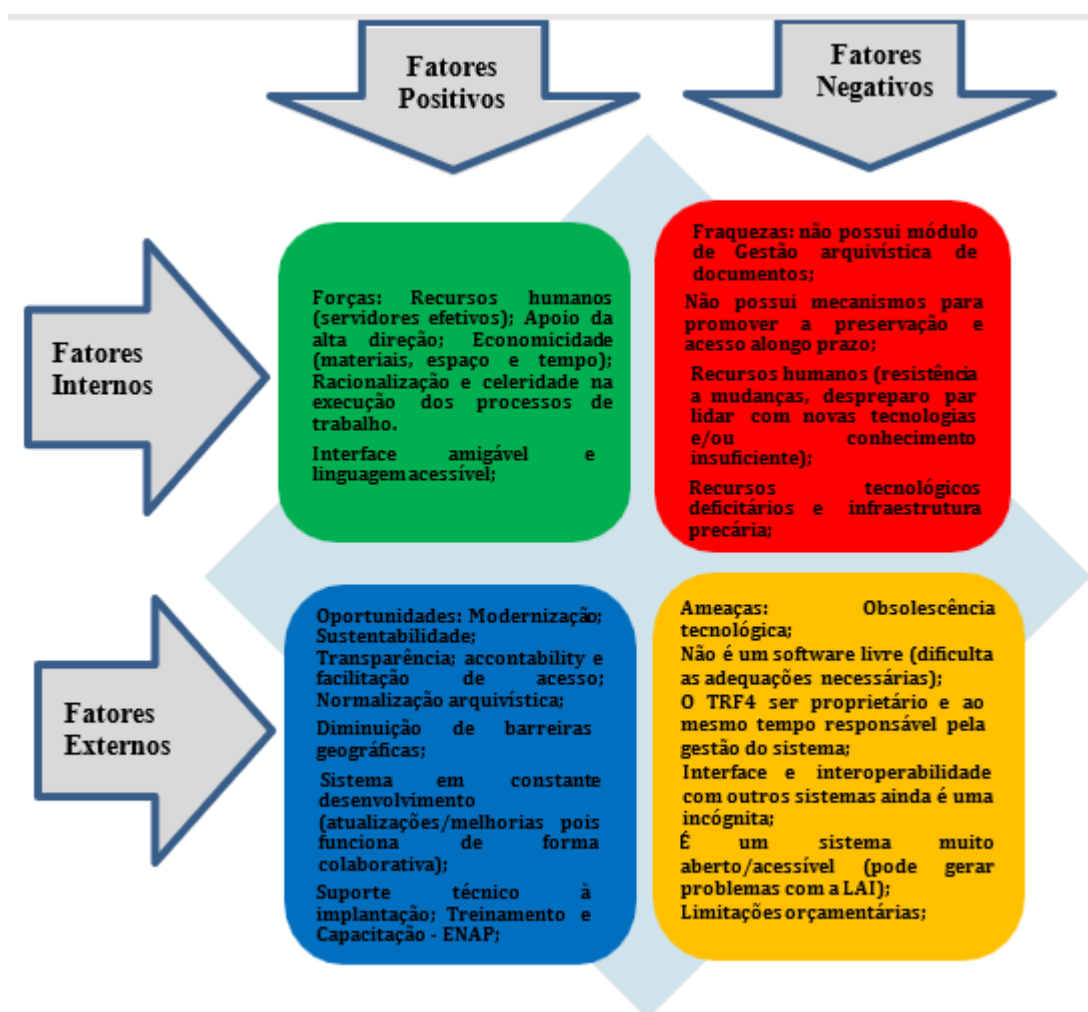 Fatores
Positivos
Fatores
Negativos
Fatores
Internos
Forças: Recursos humanos
(servidores efetivos); Apoio da
alta direção; Economicidade
(materiais, espaço e tempo);
Racionalização e celeridade na
execução dos processos de
trabalho.
Interface amigável e
linguagem acessível;
Fraquezas: não possui módulo
de Gestão arquivística de
documentos;
Não possui mecanismos para
promover a preservação e
acesso alongo prazo;
Recursos humanos (resistência
a mudanças, despreparo par
lidar com novas tecnologias
e/ou conhecimento
insuficiente);
Recursos tecnológicos
deficitários e infraestrutura
precária;
Fatores
Externos
Oportunidades: Modernização;
Sustentabilidade;
Transparência; accontability e
facilitação de acesso;
Normalização arquivística;
Diminuição de barreiras
geográficas;
Sistema em constante
desenvolvimento
(atualizações/melhorias pois
funciona de forma
colaborativa);
Suporte técnico à
implantação; Treinamento e
Capacitação - ENAP;
Ameaças: Obsolescência
tecnológica;
Não é um software livre (dificulta
as adequações necessárias);
O TRF4 ser proprietário e ao
mesmo tempo responsável pela
gestão do sistema;
Interface e interoperabilidade
com outros sistemas ainda é uma
incógnita;
É um sistema muito
aberto/acessível (pode gerar
problemas com a LAI);
Limitações orçamentárias;